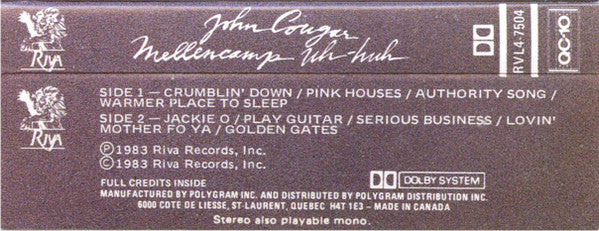 RIVA
John Cougar
Mellencamp Uh-huh
RVL4-7504
QC-10
RIVA
SIDE 1 — CRUMBLIN' DOWN / PINK HOUSES / AUTHORITY SONG /
WARMER PLACE TO SLEEP
SIDE 2 — JACKIE O / PLAY GUITAR / SERIOUS BUSINESS / LOVIN'
MOTHER FO YA / GOLDEN GATES
Ⓟ 1983 Riva Records, Inc.
© 1983 Riva Records, Inc.
FULL CREDITS INSIDE
DOLBY SYSTEM
MANUFACTURED BY POLYGRAM INC. AND DISTRIBUTED BY POLYGRAM DISTRIBUTION INC.
6000 COTE DE LIESSE, ST-LAURENT, QUEBEC H4T 1E3 – MADE IN CANADA
Stereo also playable mono.